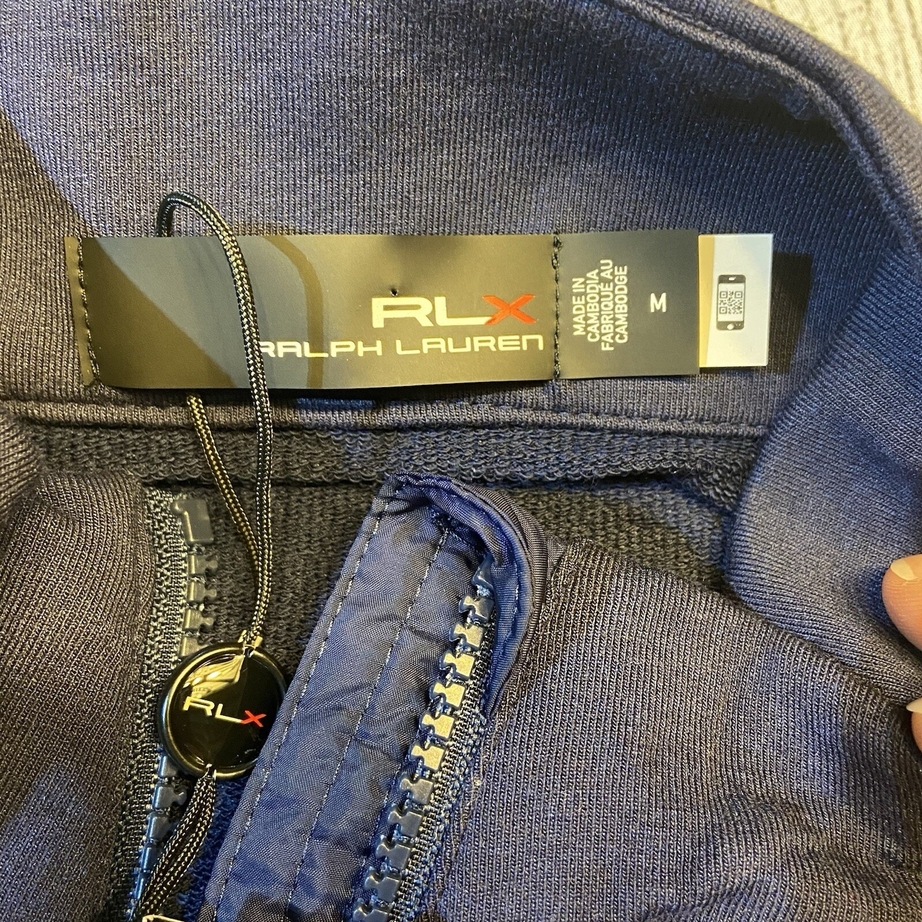 RLX
RALPH LAUREN
MADE IN
CAMBODIA
FABRIQUÉ AU
CAMBODGE
M
RLX